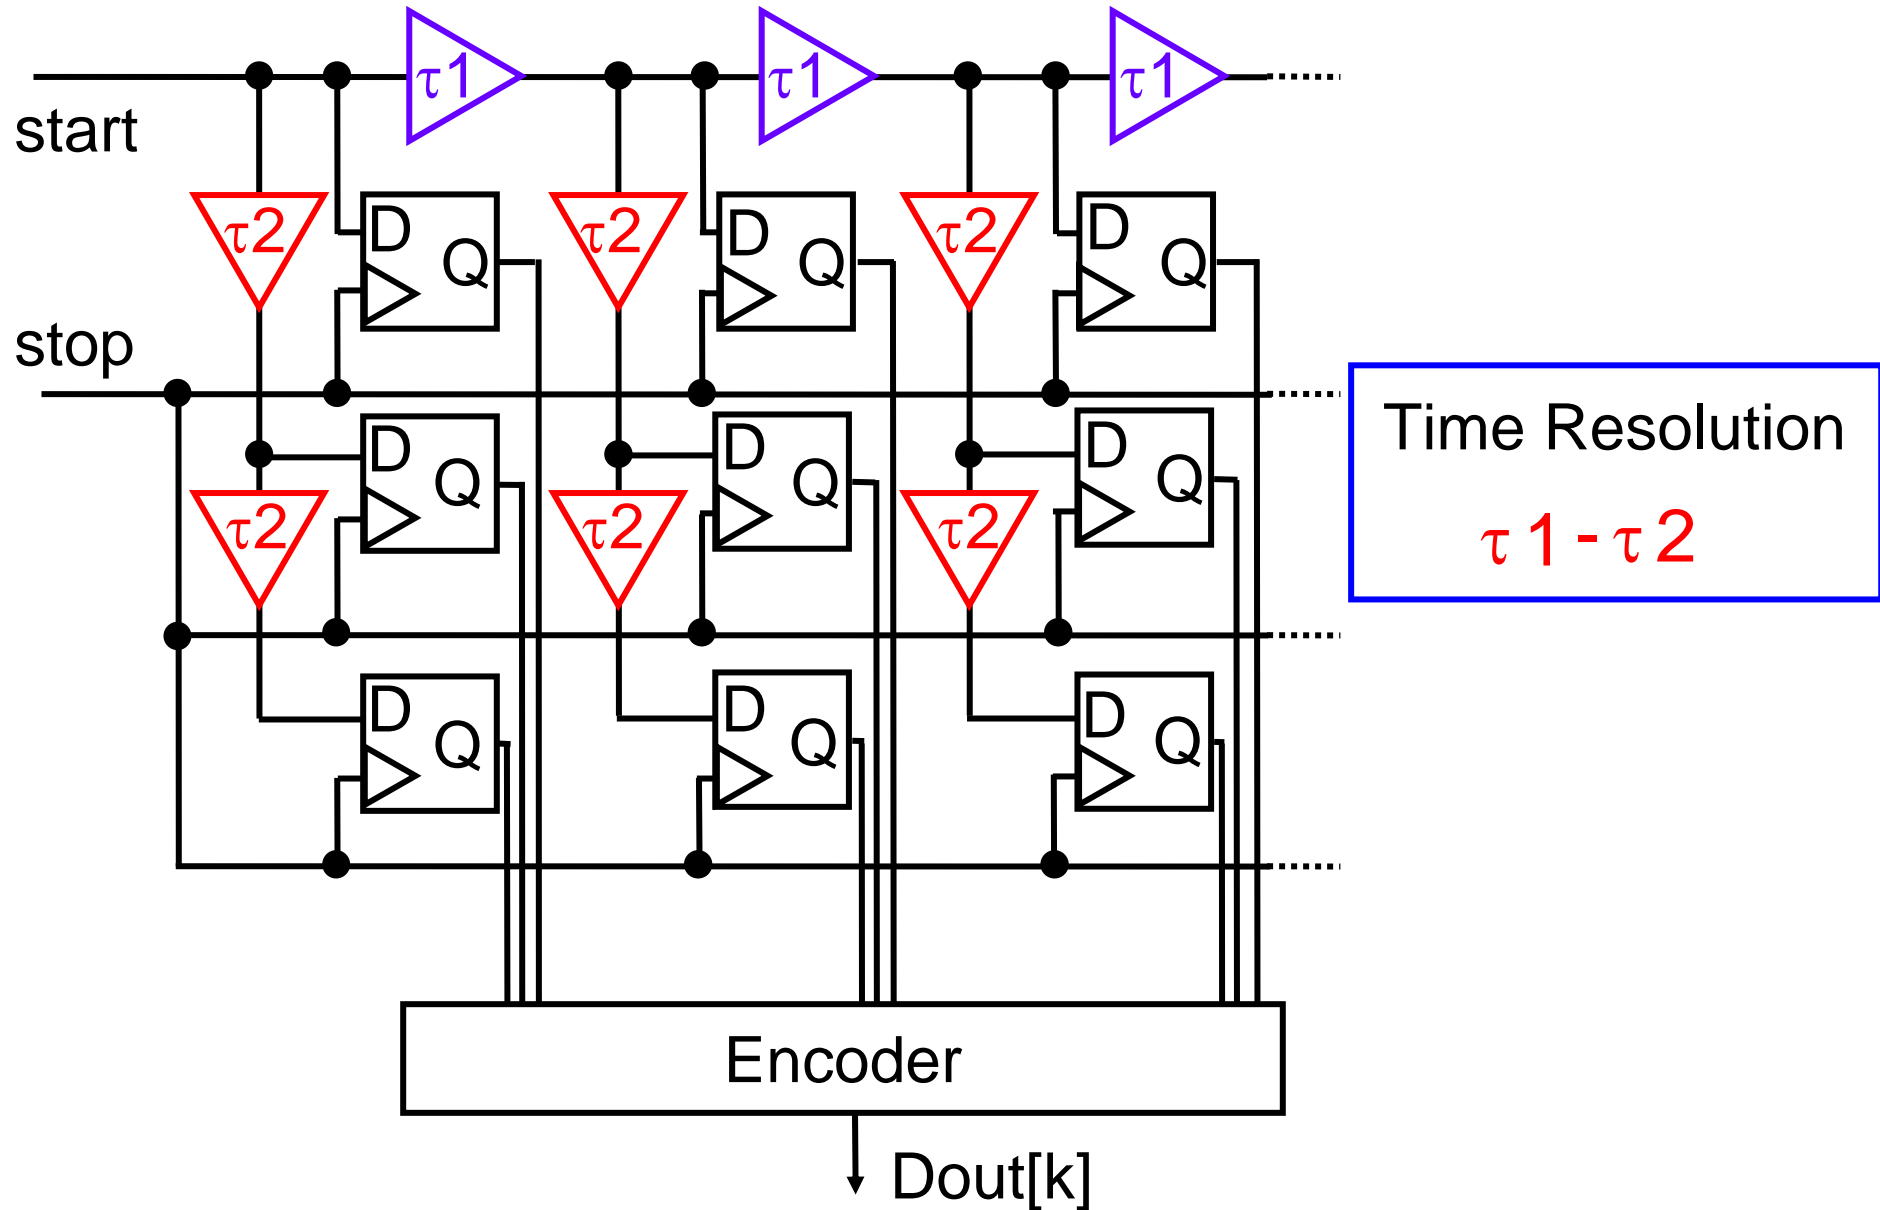 τ1 τ1 τ1
start
τ2 D Q τ2 D Q τ2 D Q
stop
D Q D Q D Q
Time Resolution
τ2 τ2 τ2
τ1-τ2
D Q D Q D Q
Encoder
Dout[k]